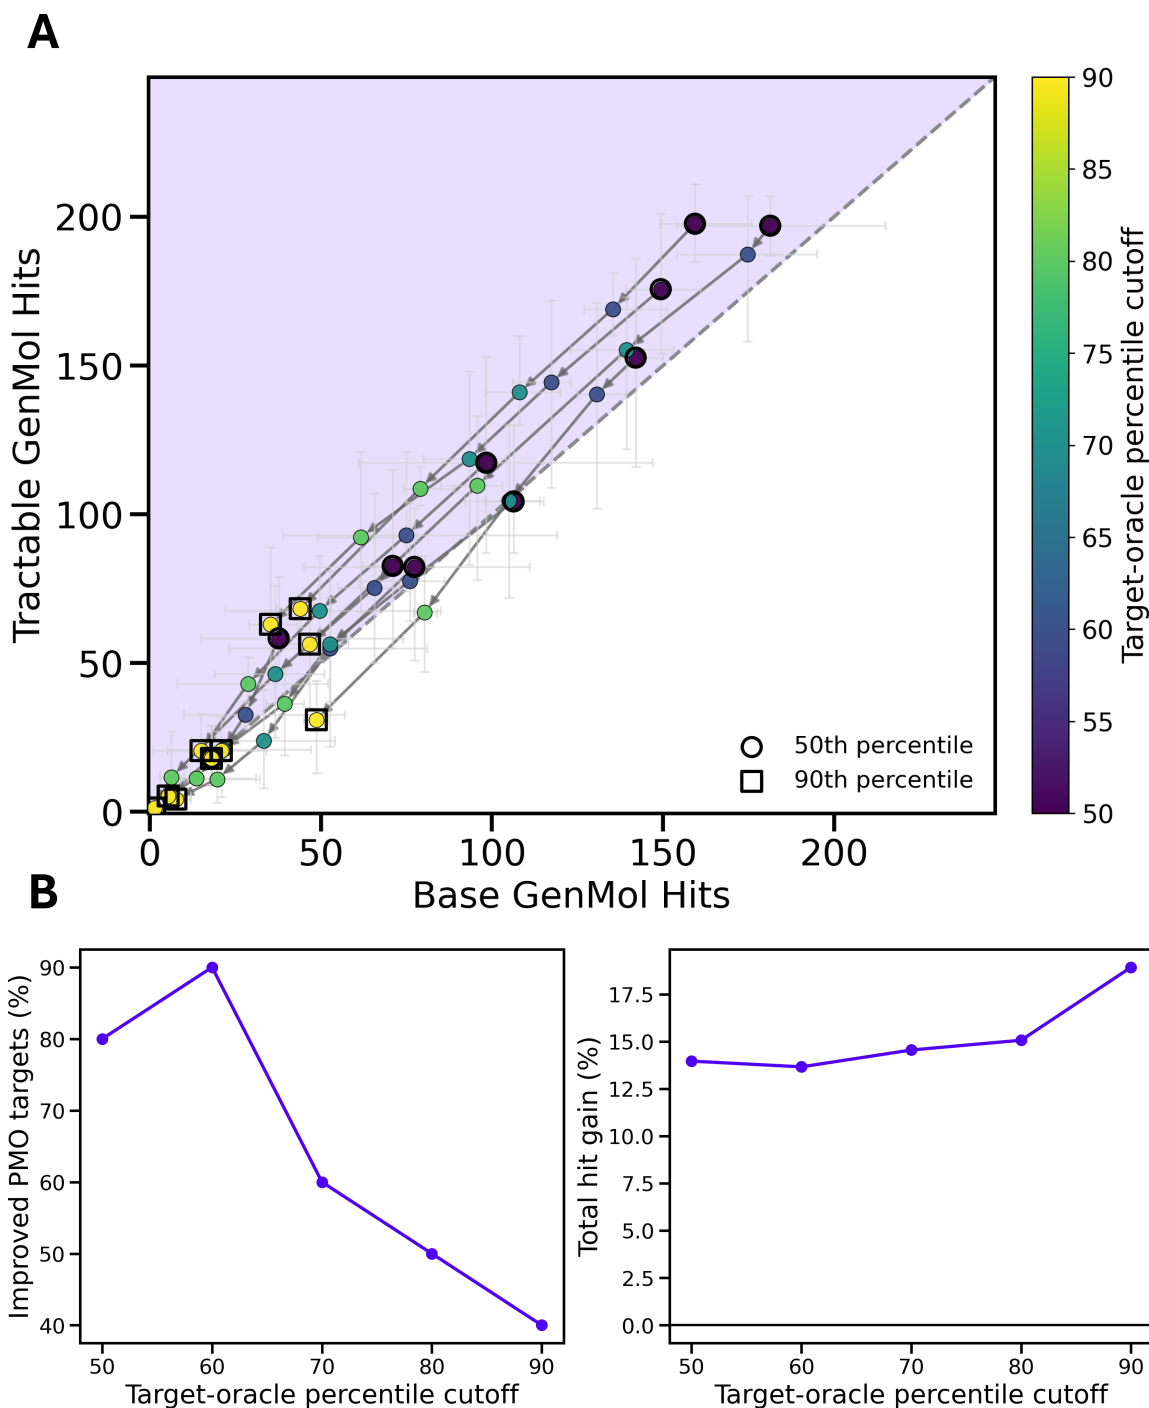 A
Tractable GenMol Hits
200
150
100
50
0
0 50 100 150 200
Base GenMol Hits
50th percentile
90th percentile
90
85
80
75
70
65
60
55
50
Target-oracle percentile cutoff
B
Improved PMO targets (%)
90
80
70
60
50
40
50 60 70 80 90
Target-oracle percentile cutoff
Total hit gain (%)
17.5
15.0
12.5
10.0
7.5
5.0
2.5
0.0
50 60 70 80 90
Target-oracle percentile cutoff